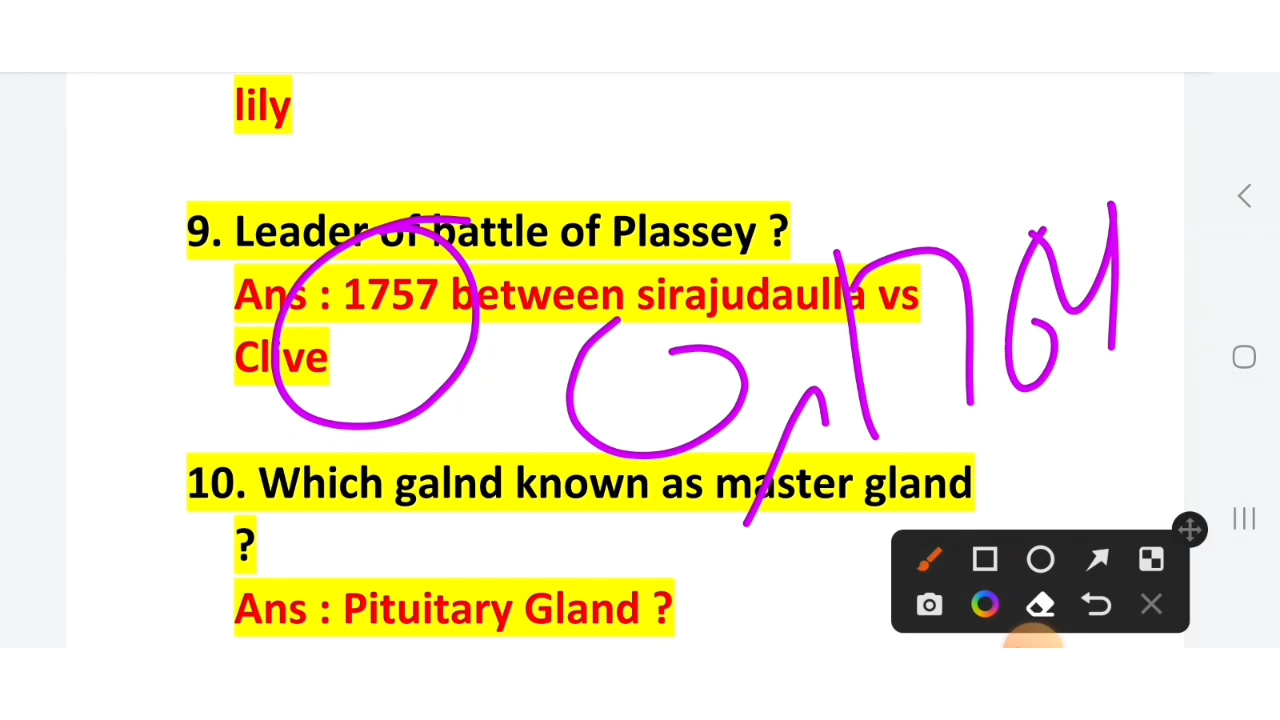 lily
9. Leader of battle of Plassey ?
Ans : 1757 between sirajudaulla vs
Clive
1764
10. Which galnd known as master gland
?
Ans : Pituitary Gland ?